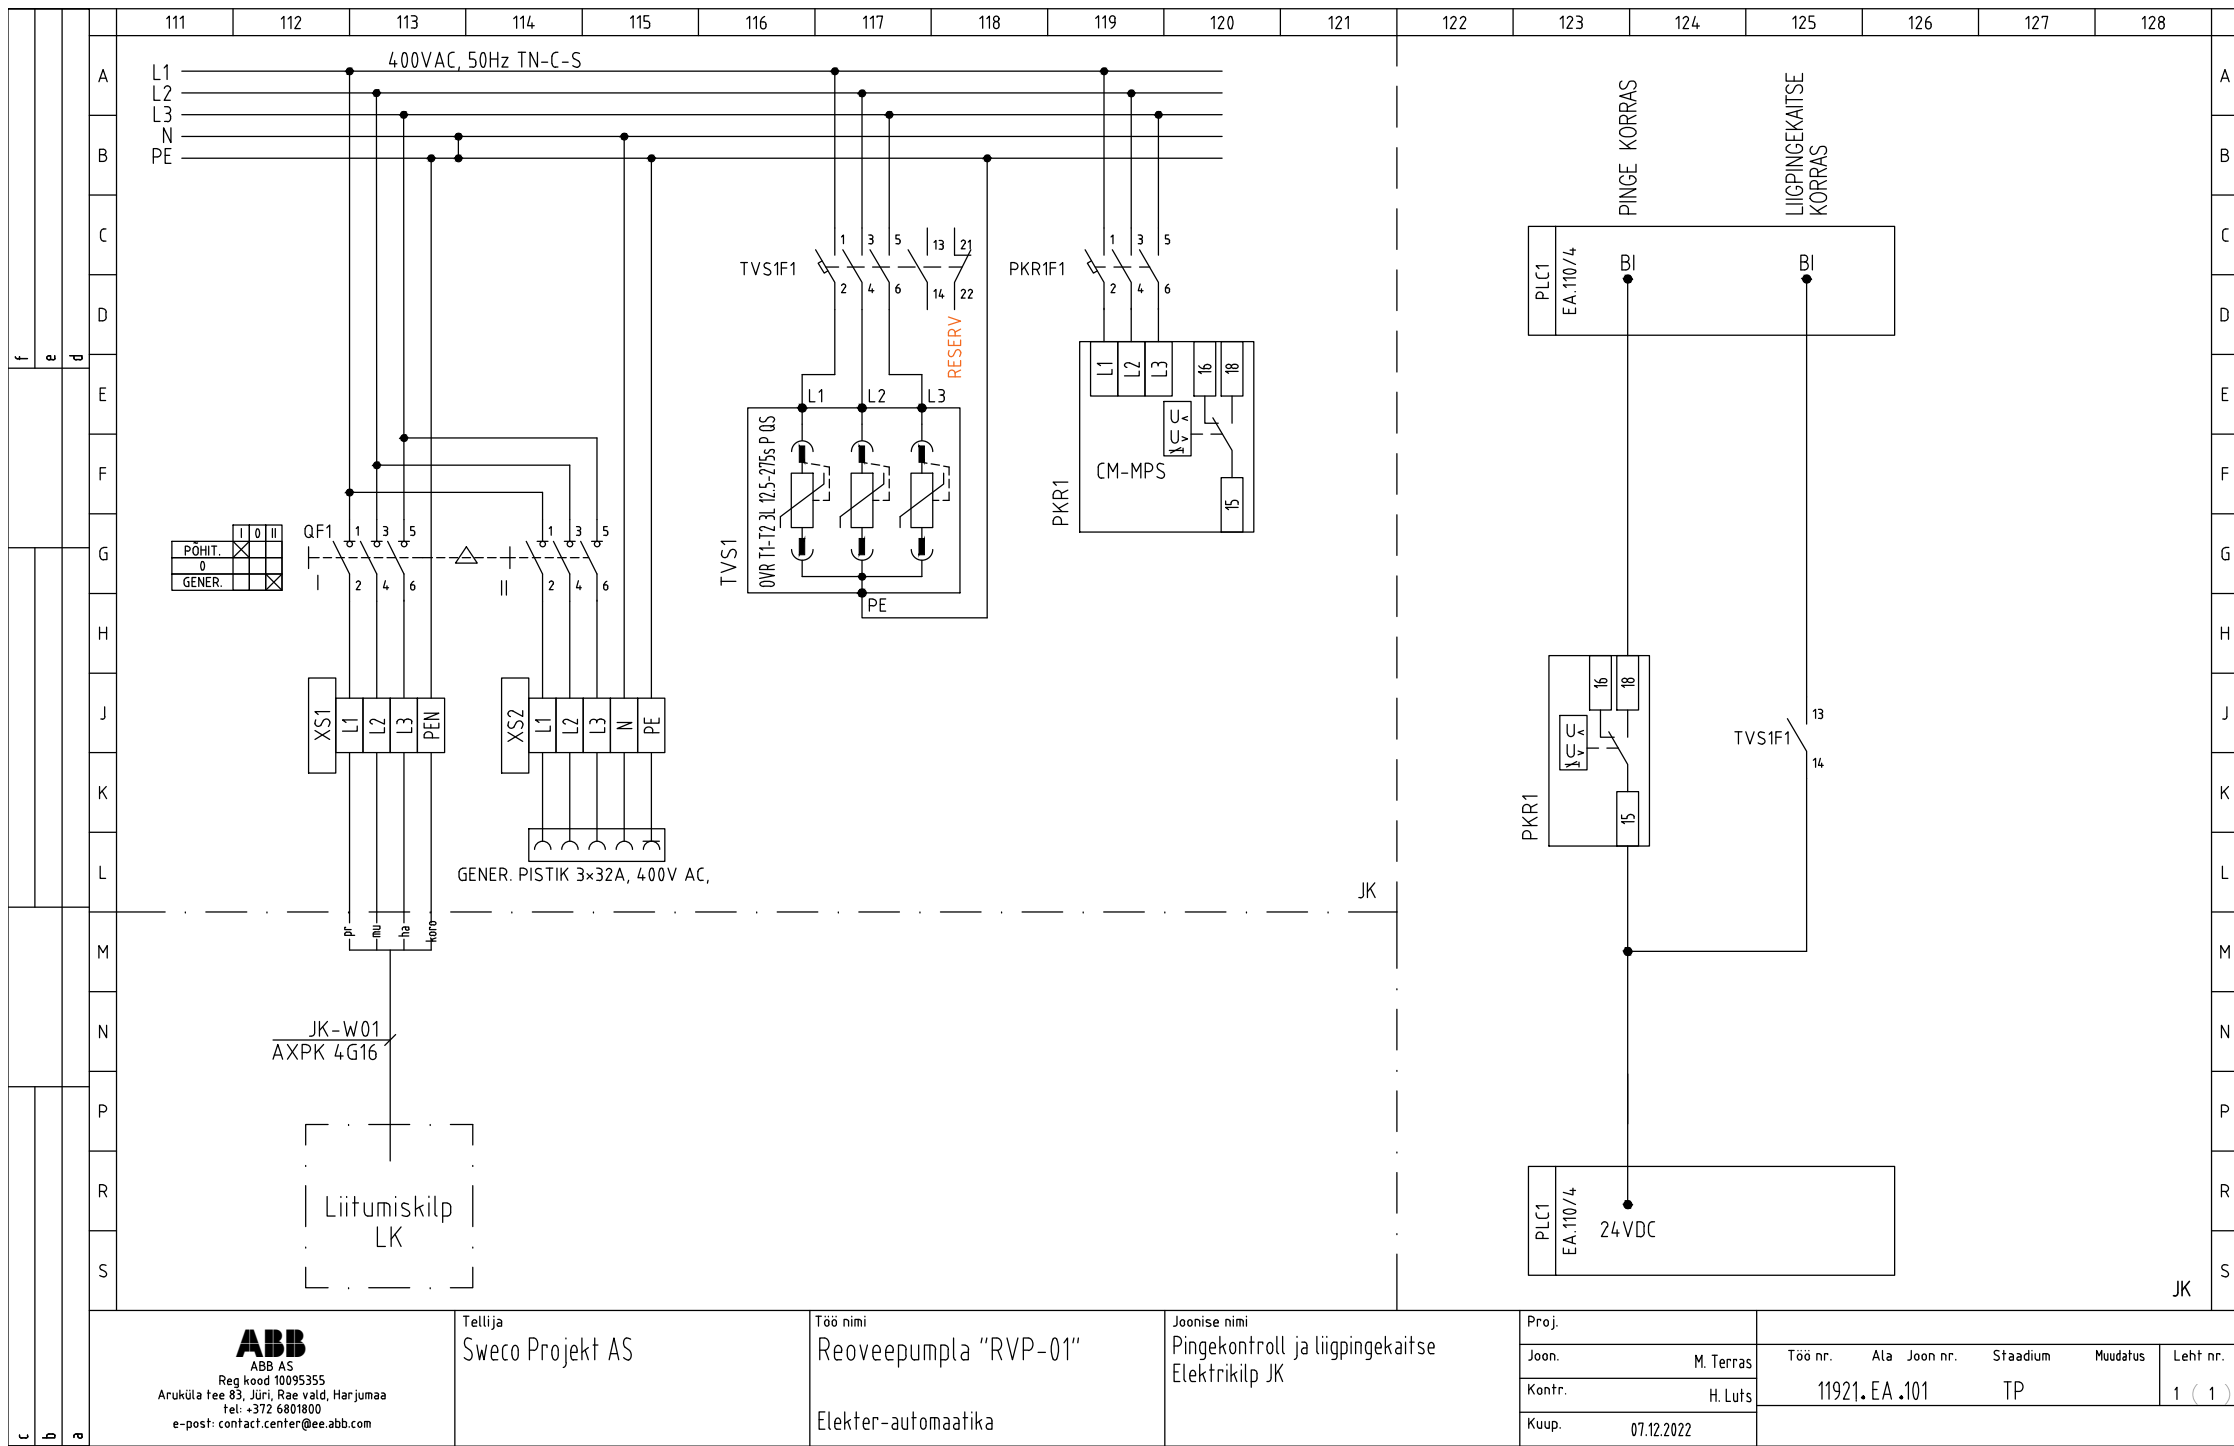 111 112 113 114 115 116 117 118 119 120 121 122 123 124 125 126 127 128
A A
B B
C C
D D
E E
F F
G G
H H
J J
K K
L L
M M
N N
P P
R R
S S
f e d
c b a
400VAC, 50Hz TN-C-S
L1
L2
L3
N
PE
TVS1F1
1 3 5 13 21
2 4 6 14 22
RESERV
PKR1F1
1 3 5
2 4 6
L1 L2 L3 16 18
U
U
CM-MPS
15
PKR1
L1 L2 L3
OVR T1-T2 3L 12.5-275s P QS
TVS1
PE
I 0 II
PÕHIT.
0
GENER.
QF1
1 3 5
2 4 6
I
II
1 3 5
2 4 6
XS1 L1 L2 L3 PEN
XS2 L1 L2 L3 N PE
GENER. PISTIK 3x32A, 400V AC,
JK
pr mu ha koro
JK-W01
AXPK 4G16
Liitumiskilp
LK
PINGE KORRAS
LIIGPINGEKAITSE
KORRAS
PLC1
EA.110/4
BI BI
16 18
U
U
15
PKR1
TVS1F1
13
14
PLC1
EA.110/4
24VDC
JK
ABB
ABB AS
Reg kood 10095355
Aruküla tee 83, Jüri, Rae vald, Harjumaa
tel: +372 6801800
e-post: contact.center@ee.abb.com
Tellija
Sweco Projekt AS
Töö nimi
Reoveepumpla "RVP-01"
Elekter-automaatika
Joonise nimi
Pingekontroll ja liigpingekaitse
Elektrikilp JK
Proj.
Joon. M. Terras
Kontr. H. Luts
Kuup. 07.12.2022
Töö nr. Ala Joon nr. Staadium Muudatus Leht nr.
11921.EA.101 TP 1 ( 1 )